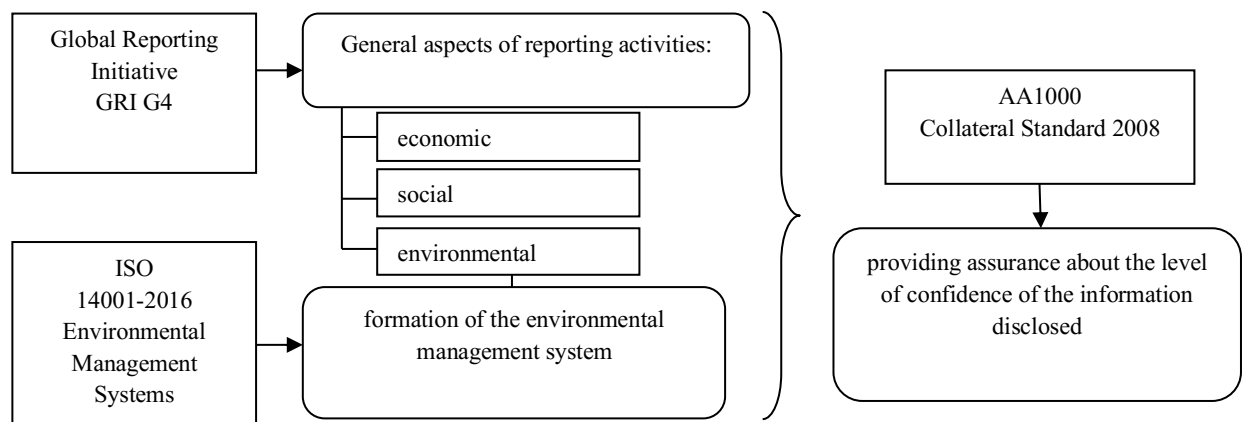 Global Reporting
Initiative
GRI G4
General aspects of reporting activities:
economic
social
environmental
ISO
14001-2016
Environmental
Management
Systems
formation of the environmental
management system
AA1000
Collateral Standard 2008
providing assurance about the level
of confidence of the information
disclosed